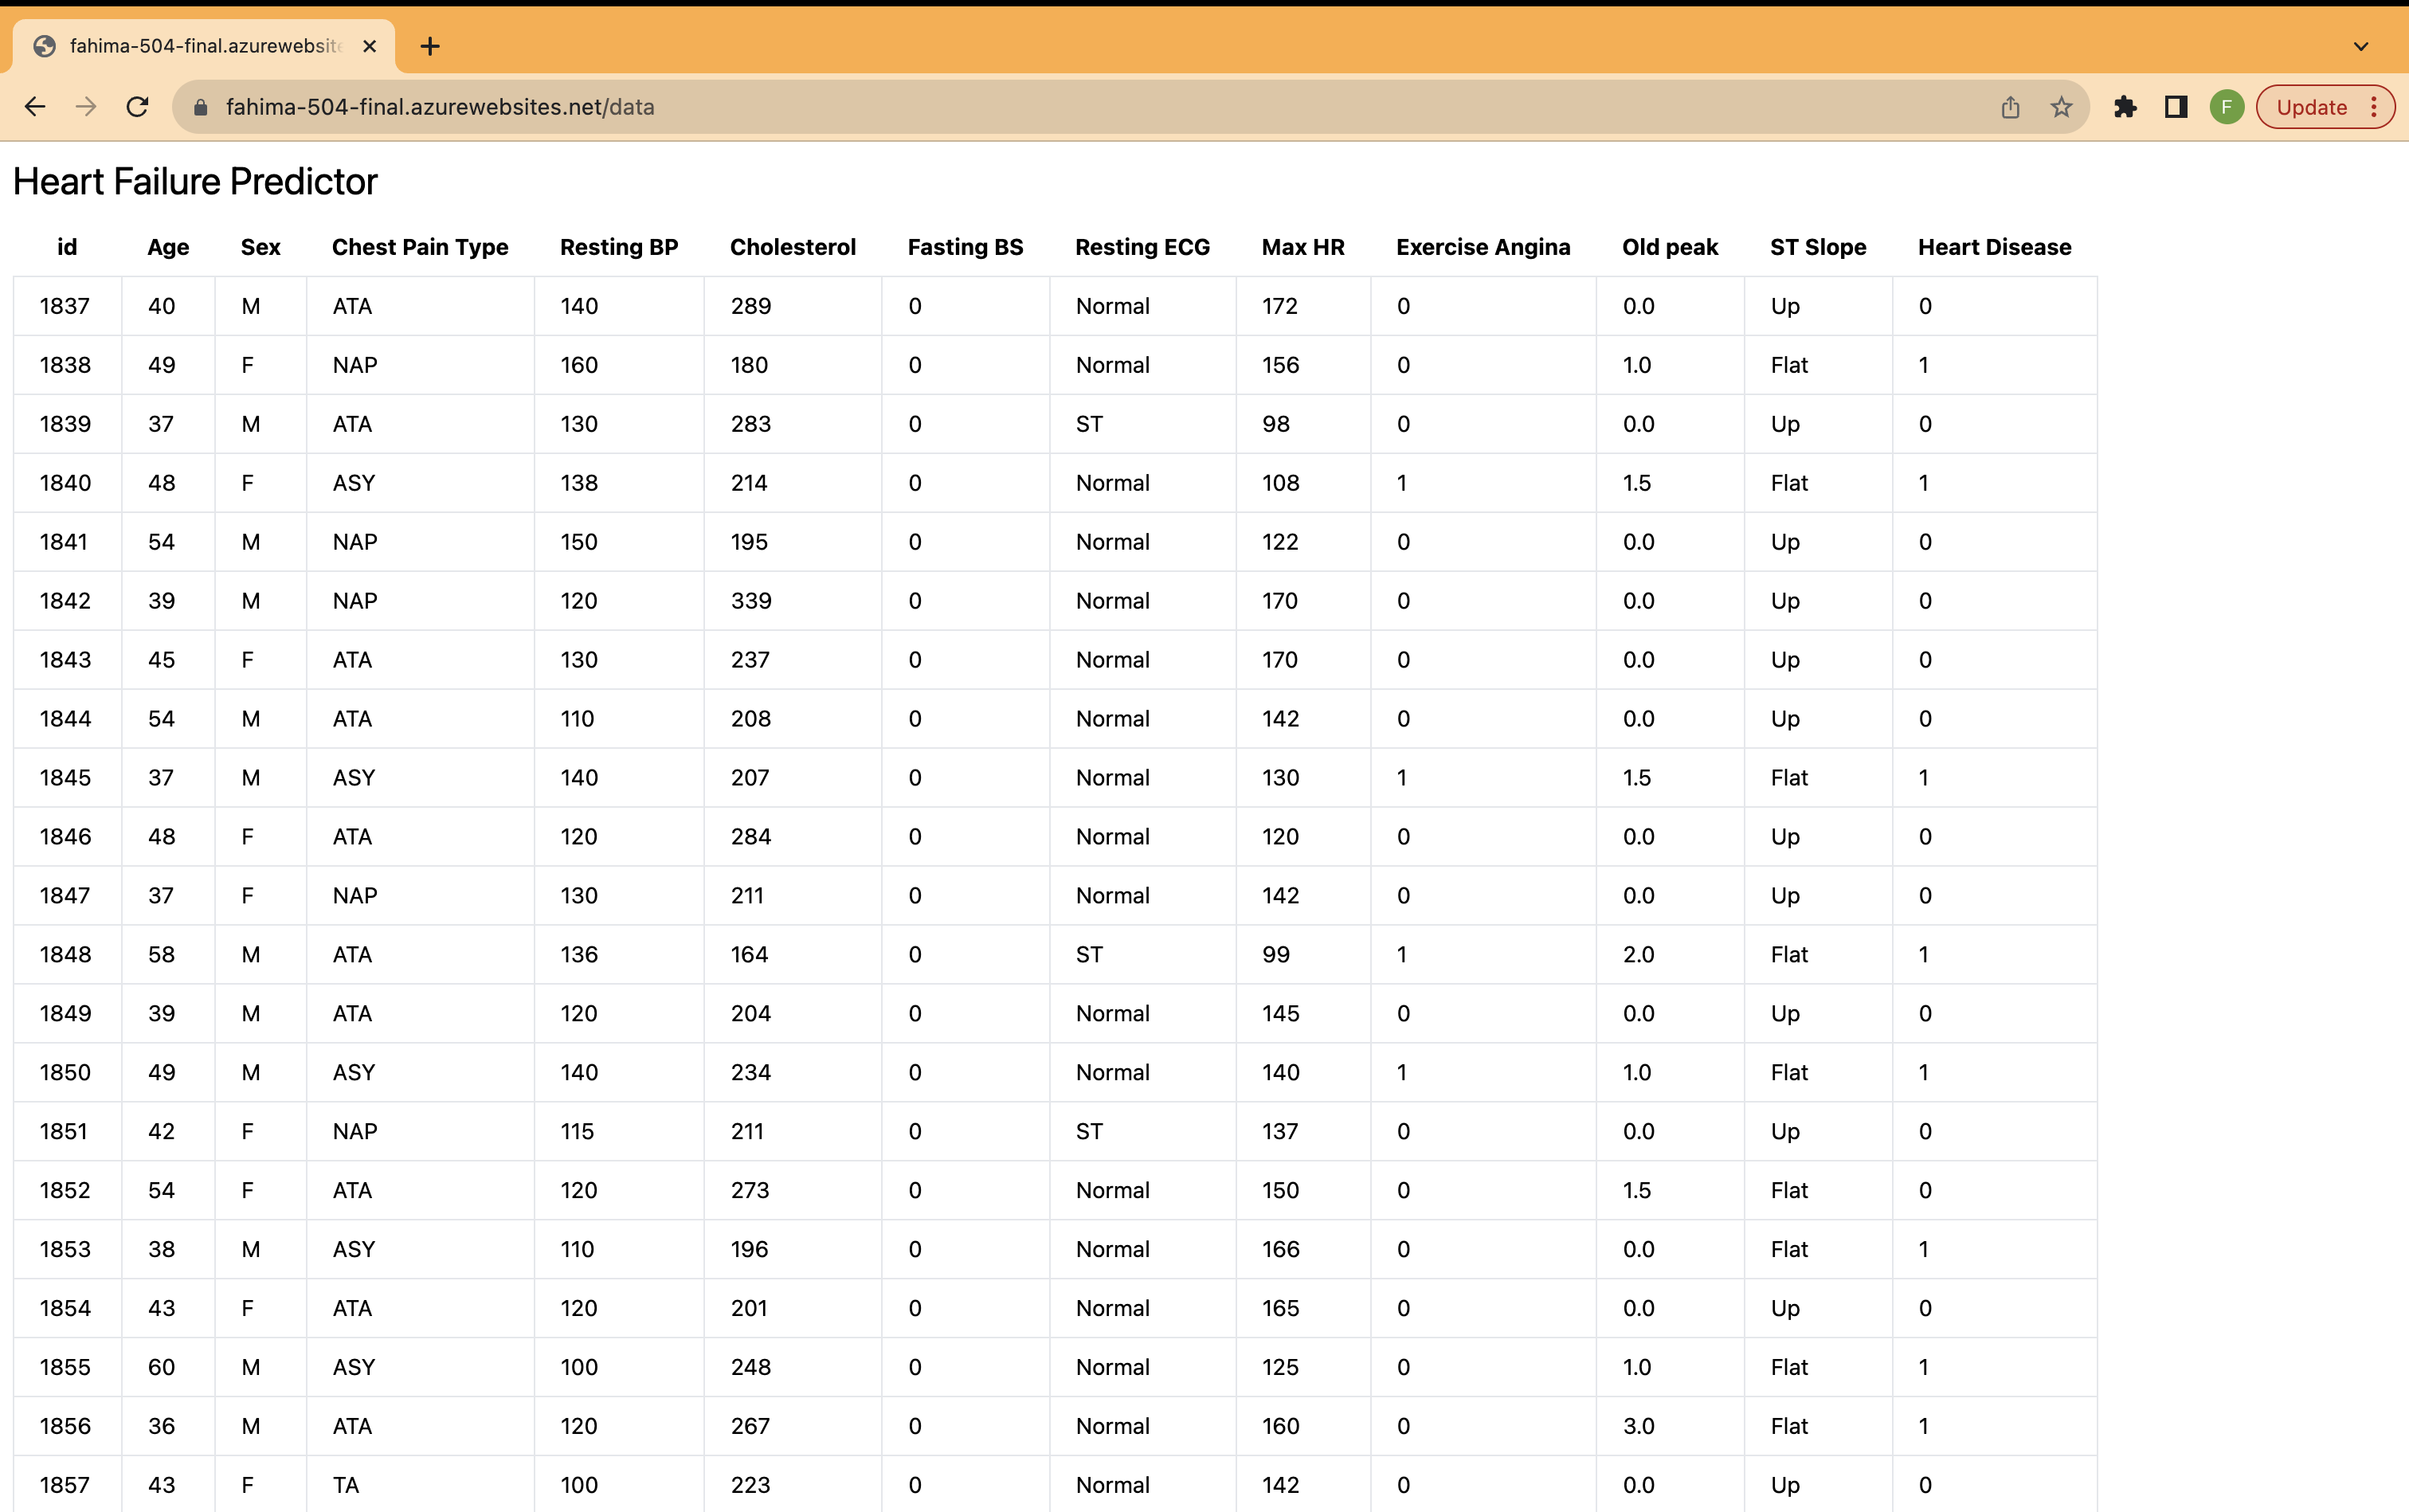 fahima-504-final.azurewebsite
fahima-504-final.azurewebsites.net/data
F
Update
Heart Failure Predictor
id Age Sex Chest Pain Type Resting BP Cholesterol Fasting BS Resting ECG Max HR Exercise Angina Old peak ST Slope Heart Disease
1837 40 M ATA 140 289 0 Normal 172 0 0.0 Up 0
1838 49 F NAP 160 180 0 Normal 156 0 1.0 Flat 1
1839 37 M ATA 130 283 0 ST 98 0 0.0 Up 0
1840 48 F ASY 138 214 0 Normal 108 1 1.5 Flat 1
1841 54 M NAP 150 195 0 Normal 122 0 0.0 Up 0
1842 39 M NAP 120 339 0 Normal 170 0 0.0 Up 0
1843 45 F ATA 130 237 0 Normal 170 0 0.0 Up 0
1844 54 M ATA 110 208 0 Normal 142 0 0.0 Up 0
1845 37 M ASY 140 207 0 Normal 130 1 1.5 Flat 1
1846 48 F ATA 120 284 0 Normal 120 0 0.0 Up 0
1847 37 F NAP 130 211 0 Normal 142 0 0.0 Up 0
1848 58 M ATA 136 164 0 ST 99 1 2.0 Flat 1
1849 39 M ATA 120 204 0 Normal 145 0 0.0 Up 0
1850 49 M ASY 140 234 0 Normal 140 1 1.0 Flat 1
1851 42 F NAP 115 211 0 ST 137 0 0.0 Up 0
1852 54 F ATA 120 273 0 Normal 150 0 1.5 Flat 0
1853 38 M ASY 110 196 0 Normal 166 0 0.0 Flat 1
1854 43 F ATA 120 201 0 Normal 165 0 0.0 Up 0
1855 60 M ASY 100 248 0 Normal 125 0 1.0 Flat 1
1856 36 M ATA 120 267 0 Normal 160 0 3.0 Flat 1
1857 43 F TA 100 223 0 Normal 142 0 0.0 Up 0